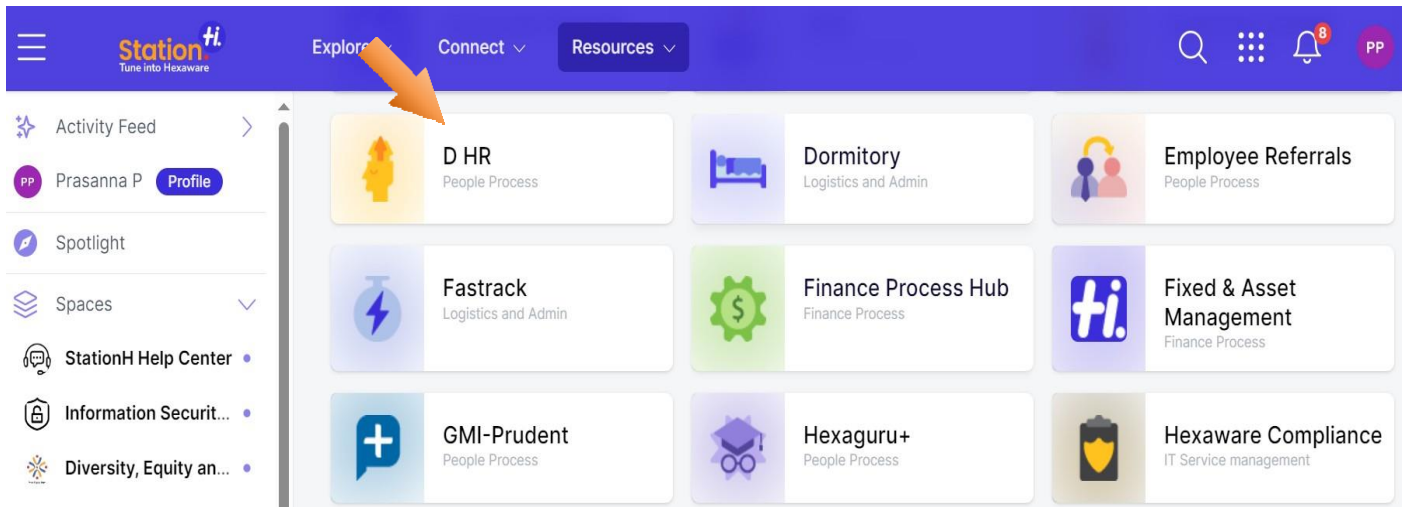 Station Hi.
Tune into Hexaware
Explore
Connect
Resources
8
PP
Activity Feed
PP
Prasanna P
Profile
Spotlight
Spaces
StationH Help Center
Information Securit...
Diversity, Equity an...
D HR
People Process
Dormitory
Logistics and Admin
Employee Referrals
People Process
Fastrack
Logistics and Admin
$
Finance Process Hub
Finance Process
Hi.
Fixed & Asset
Management
Finance Process
GMI-Prudent
People Process
Hexaguru+
People Process
Hexaware Compliance
IT Service management